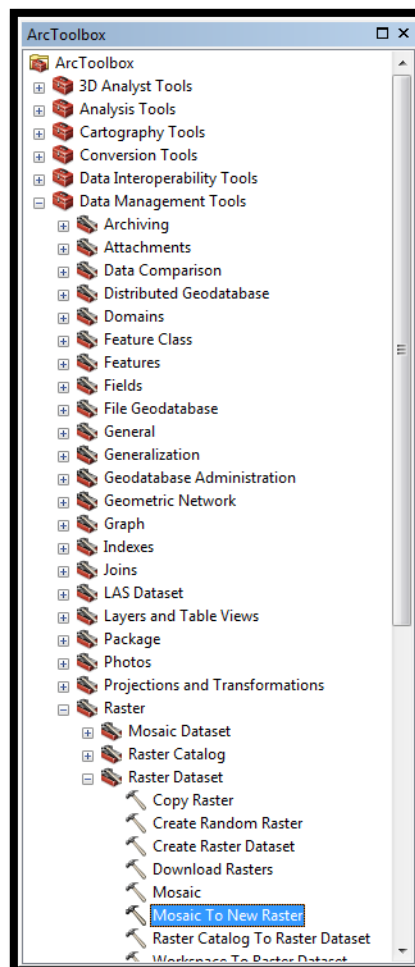 ArcToolbox
ArcToolbox
3D Analyst Tools
Analysis Tools
Cartography Tools
Conversion Tools
Data Interoperability Tools
Data Management Tools
Archiving
Attachments
Data Comparison
Distributed Geodatabase
Domains
Feature Class
Features
Fields
File Geodatabase
General
Generalization
Geodatabase Administration
Geometric Network
Graph
Indexes
Joins
LAS Dataset
Layers and Table Views
Package
Photos
Projections and Transformations
Raster
Mosaic Dataset
Raster Catalog
Raster Dataset
Copy Raster
Create Random Raster
Create Raster Dataset
Download Rasters
Mosaic
Mosaic To New Raster
Raster Catalog To Raster Dataset
Workspace To Raster Dataset